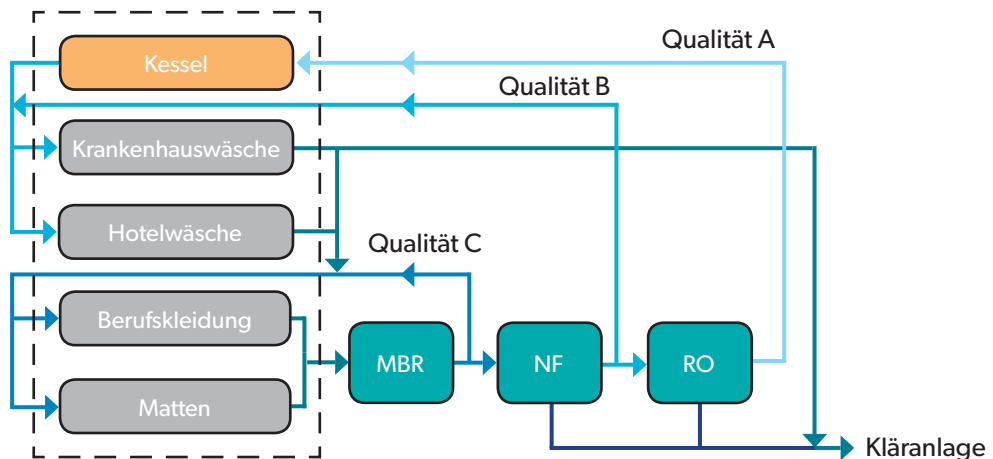 Qualität A
Kessel
Qualität B
Krankenhauswäsche
Hotelwäsche
Qualität C
Berufskleidung
MBR
NF
RO
Matten
Kläranlage